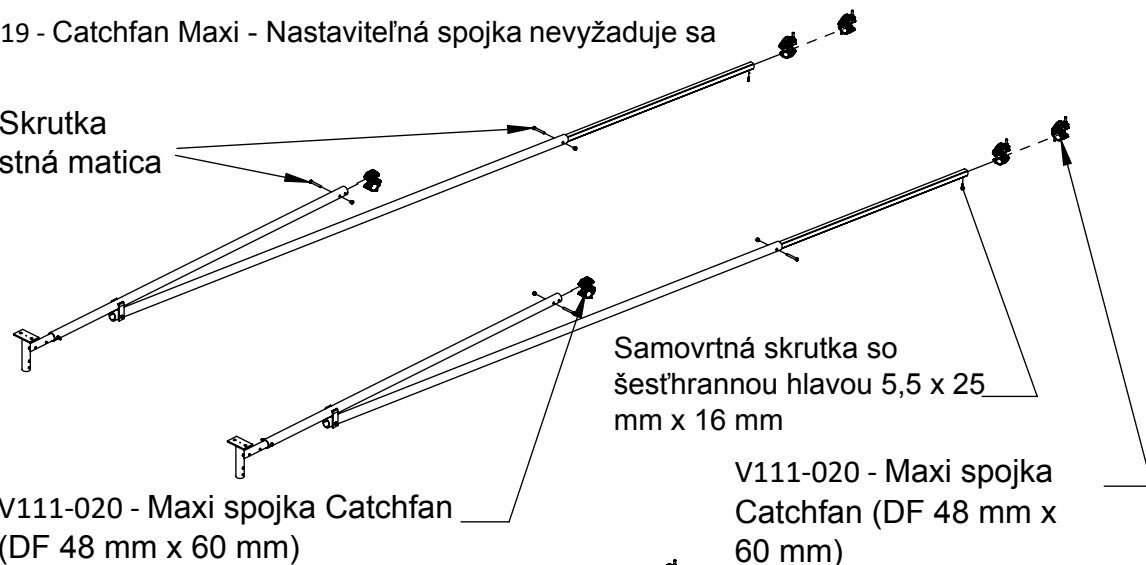 19 - Catchfan Maxi - Nastaviteľná spojka nevyžaduje sa
Skrutka
stná matica
Samovrtná skrutka so
šesťhrannou hlavou 5,5 x 25
mm x 16 mm
V111-020 - Maxi spojka Catchfan
(DF 48 mm x 60 mm)
V111-020 - Maxi spojka
Catchfan (DF 48 mm x
60 mm)